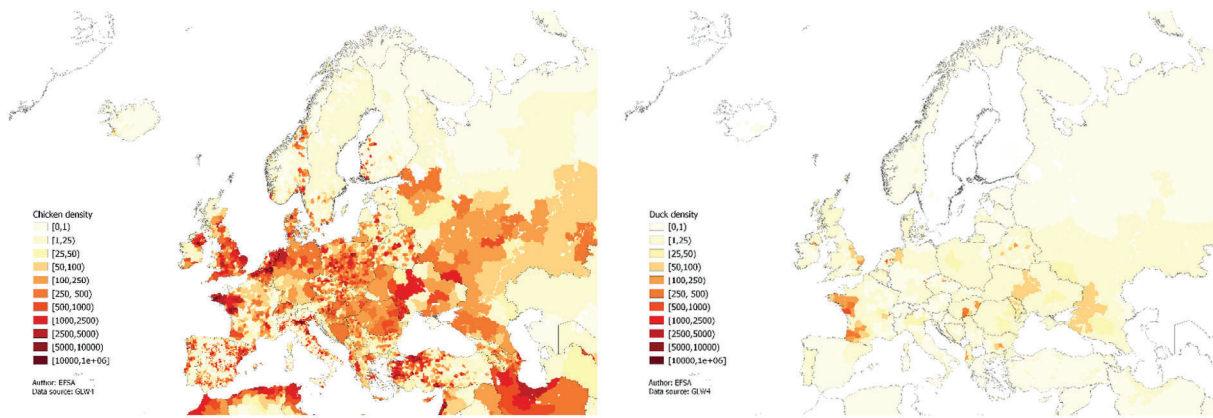 Chicken density
[0,1)
[1,25)
[25,50)
[50,100)
[100,250)
[250, 500)
[500,1000)
[1000,2500)
[2500,5000)
[5000,10000)
[10000,1e+06]
Author: EFSA
Data source: GLW4
Duck density
[0,1)
[1,25)
[25,50)
[50,100)
[100,250)
[250, 500)
[500,1000)
[1000,2500)
[2500,5000)
[5000,10000)
[10000,1e+06]
Author: EFSA
Data source: GLW4